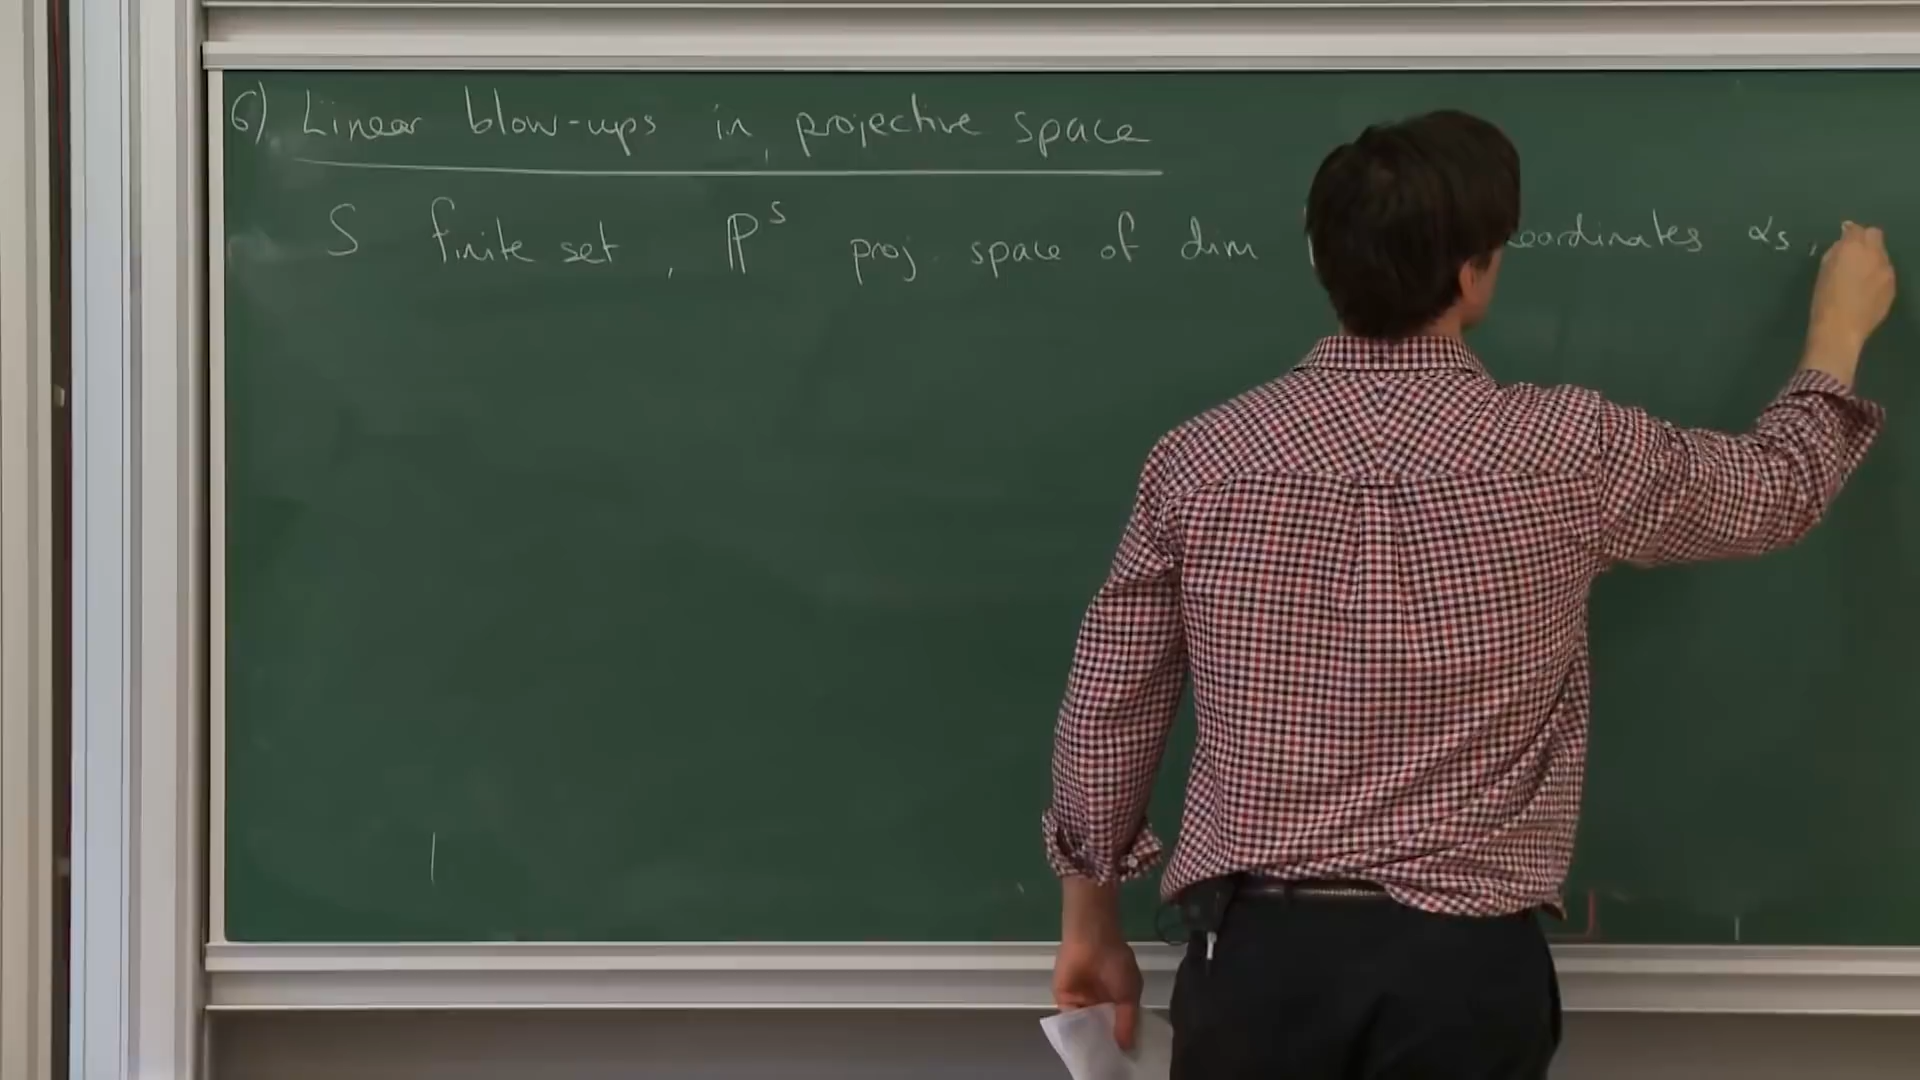 6) Linear blow-ups in projective space
S finite set, ℙ^S proj. space of dim coordinates α_s,